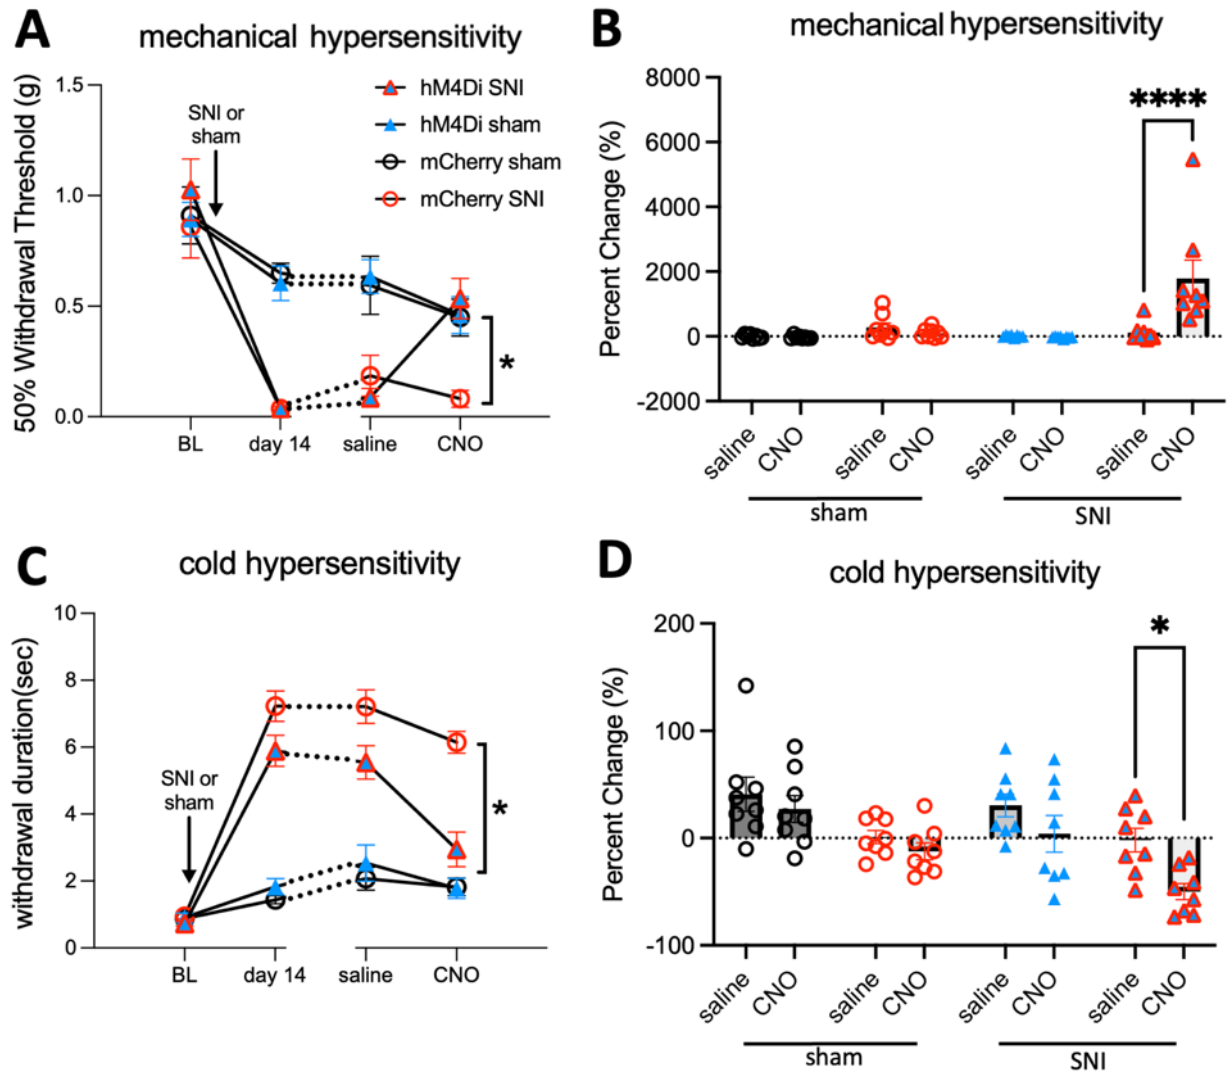 A
mechanical hypersensitivity
50% Withdrawal Threshold (g)
1.5
1.0
0.5
0.0
SNI or
sham
hM4Di SNI
hM4Di sham
mCherry sham
mCherry SNI
*
BL
day 14
saline
CNO
B
mechanical hypersensitivity
Percent Change (%)
8000
6000
4000
2000
0
-2000
****
saline
CNO
saline
CNO
saline
CNO
saline
CNO
sham
SNI
C
cold hypersensitivity
withdrawal duration(sec)
10
8
6
4
2
0
SNI or
sham
*
BL
day 14
saline
CNO
D
cold hypersensitivity
Percent Change (%)
200
100
0
-100
*
saline
CNO
saline
CNO
saline
CNO
saline
CNO
sham
SNI